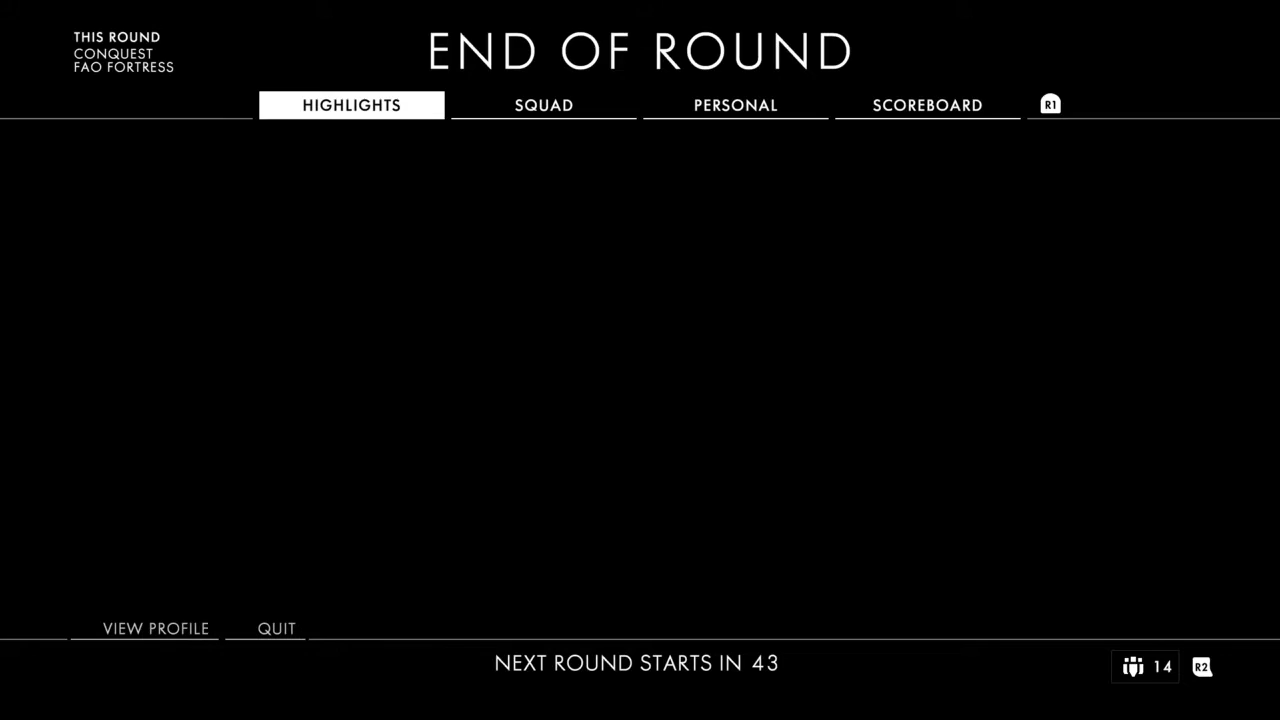 THIS ROUND
CONQUEST
FAO FORTRESS
END OF ROUND
HIGHLIGHTS
SQUAD
PERSONAL
SCOREBOARD
R1
VIEW PROFILE
QUIT
NEXT ROUND STARTS IN 43
14
R2